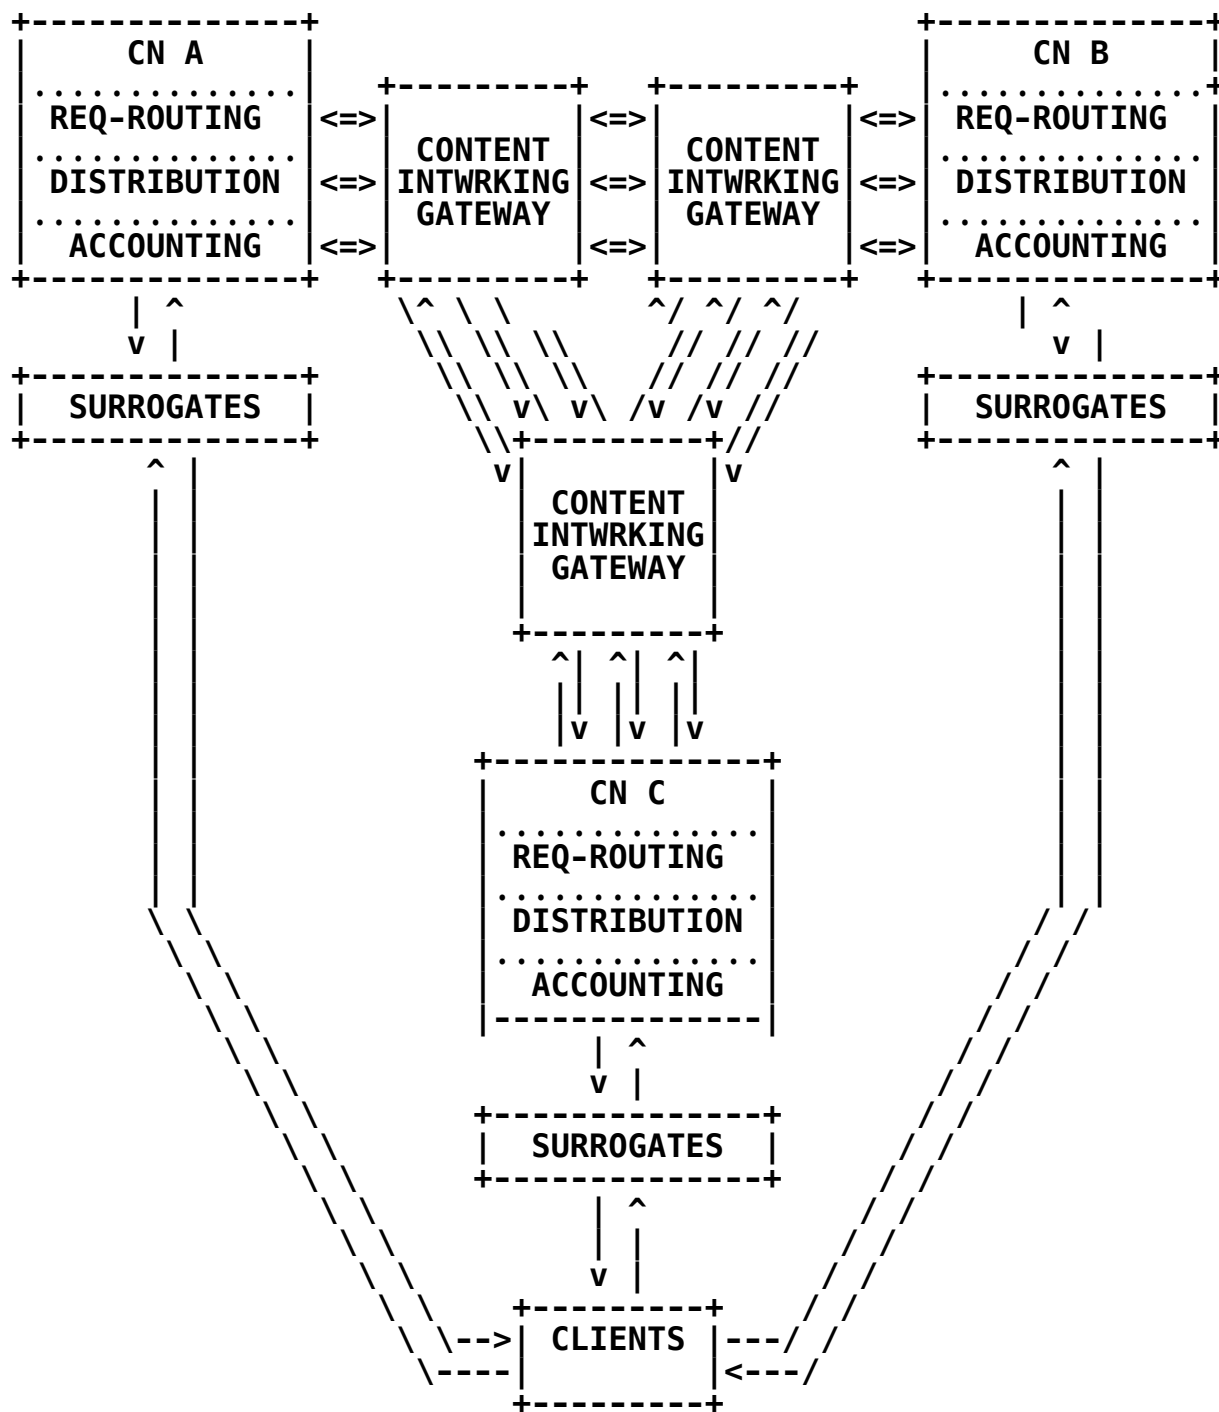 CN A
CN B
REQ-ROUTING
REQ-ROUTING
CONTENT
CONTENT
DISTRIBUTION
INTWRKING
INTWRKING
DISTRIBUTION
GATEWAY
GATEWAY
ACCOUNTING
ACCOUNTING
SURROGATES
SURROGATES
CONTENT
INTWRKING
GATEWAY
CN C
REQ-ROUTING
DISTRIBUTION
ACCOUNTING
SURROGATES
CLIENTS